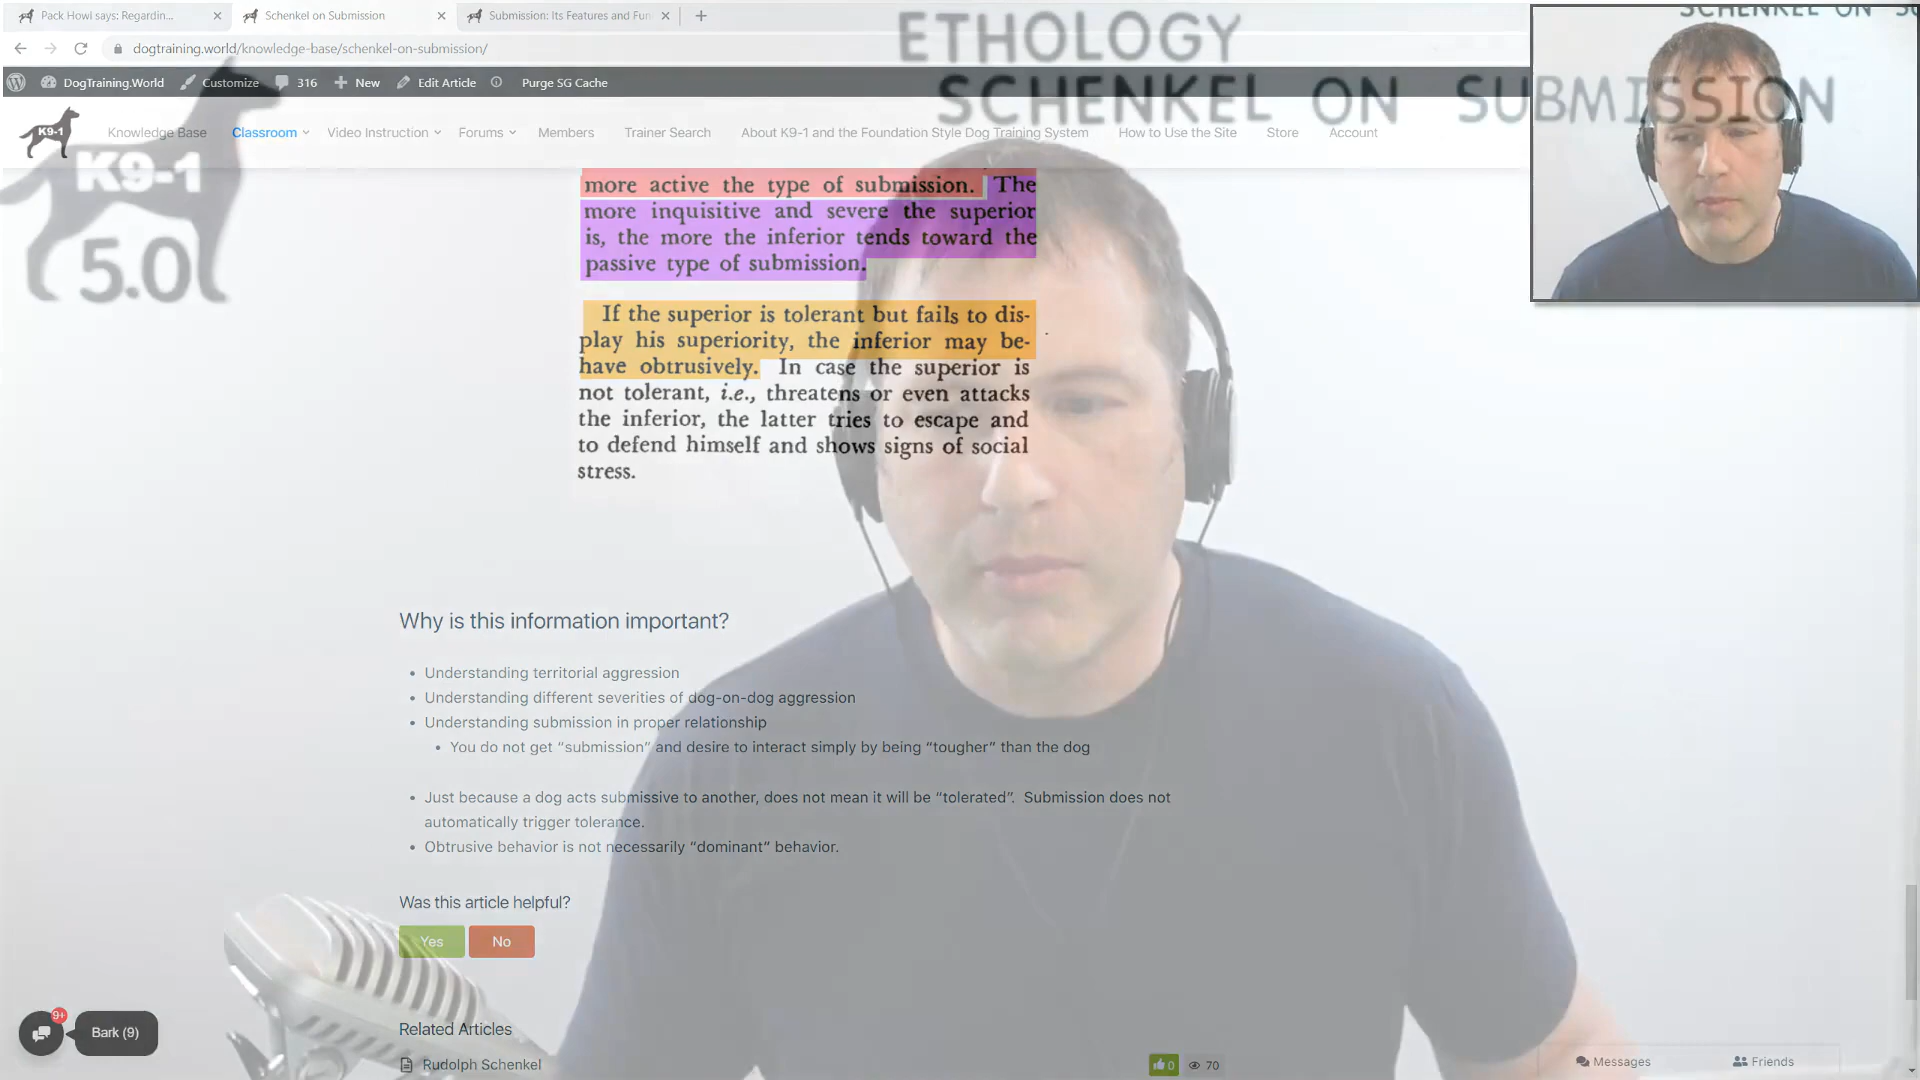 Pack Howl says: Regardin...
Schenkel on Submission
Submission: Its Features and Fun
dogtraining.world/knowledge-base/schenkel-on-submission/
ETHOLOGY
SCHENKEL ON SUBMISSION
DogTraining.World
Customize
316
New
Edit Article
Purge SG Cache
K9-1
Knowledge Base
Classroom
Video Instruction
Forums
Members
Trainer Search
About K9-1 and the Foundation Style Dog Training System
How to Use the Site
Store
Account
K9-1
5.0
more active the type of submission. The
more inquisitive and severe the superior
is, the more the inferior tends toward the
passive type of submission.
If the superior is tolerant but fails to dis-
play his superiority, the inferior may be-
have obtrusively. In case the superior is
not tolerant, i.e., threatens or even attacks
the inferior, the latter tries to escape and
to defend himself and shows signs of social
stress.
Why is this information important?
• Understanding territorial aggression
• Understanding different severities of dog-on-dog aggression
• Understanding submission in proper relationship
• You do not get “submission” and desire to interact simply by being “tougher” than the dog
• Just because a dog acts submissive to another, does not mean it will be “tolerated”. Submission does not
automatically trigger tolerance.
• Obtrusive behavior is not necessarily “dominant” behavior.
Was this article helpful?
Yes
No
9+
Bark (9)
Related Articles
Rudolph Schenkel
0
70
Messages
Friends